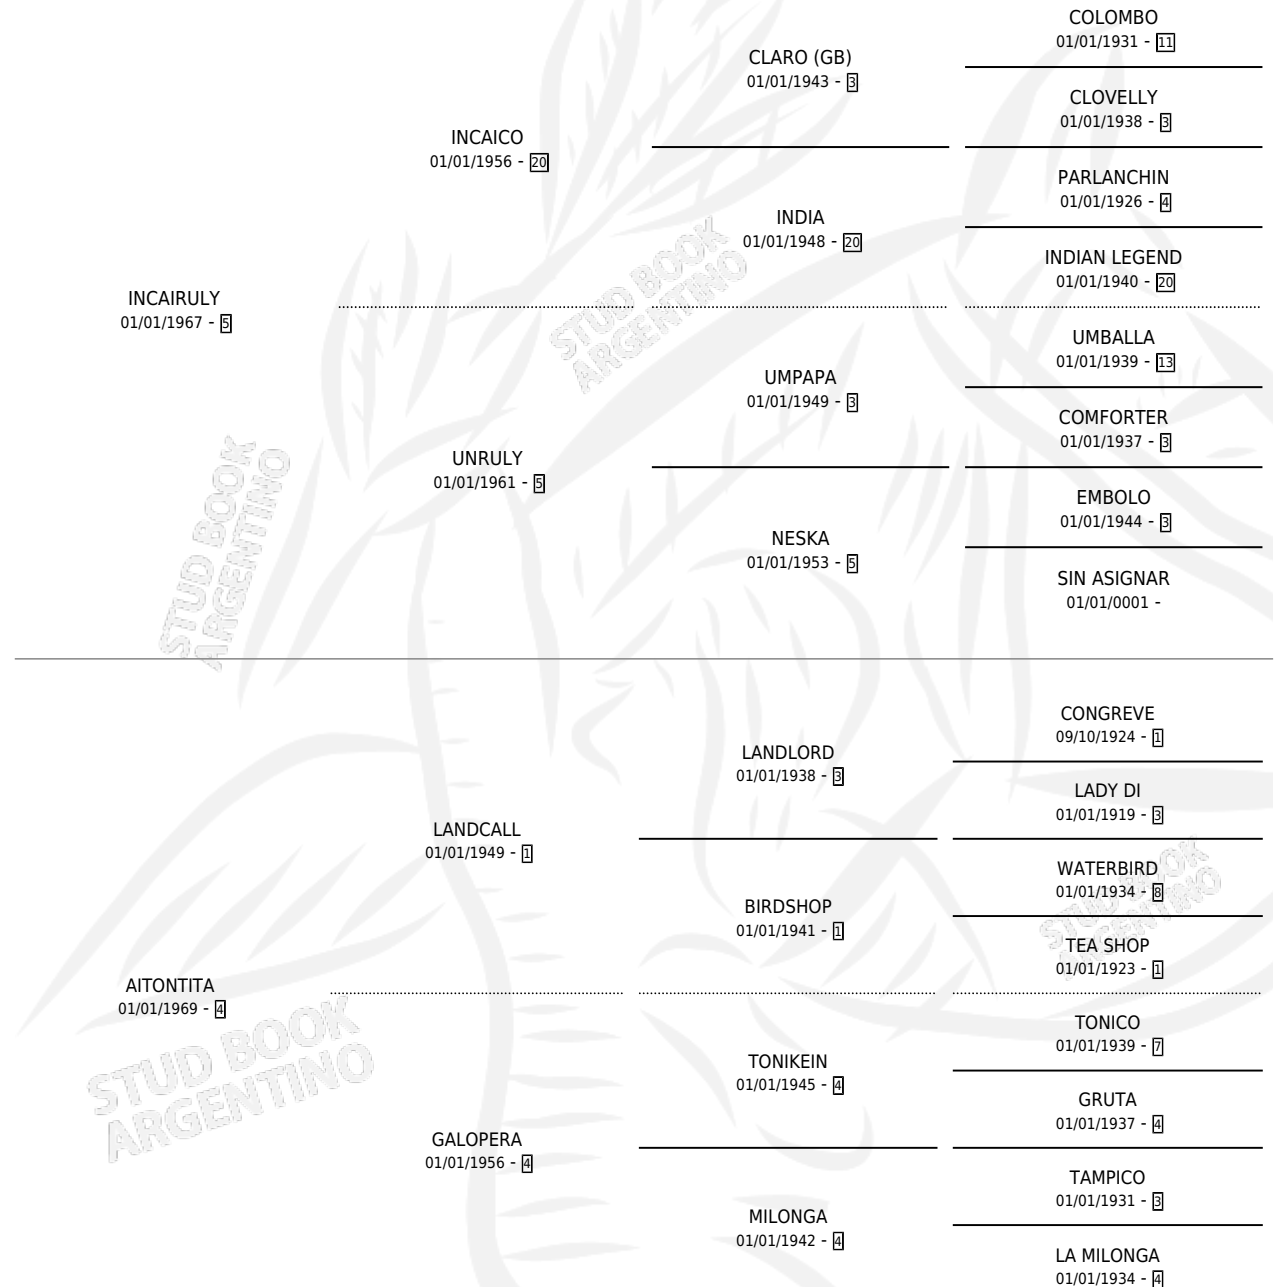 COLOMBO
01/01/1931 - 11
CLARO (GB)
01/01/1943 - 3
CLOVELLY
01/01/1938 - 3
INCAICO
01/01/1956 - 20
PARLANCHIN
01/01/1926 - 4
INDIA
01/01/1948 - 20
INDIAN LEGEND
01/01/1940 - 20
INCAIRULY
01/01/1967 - 5
UMBALLA
01/01/1939 - 13
UMPAPA
01/01/1949 - 3
COMFORTER
01/01/1937 - 3
UNRULY
01/01/1961 - 5
EMBOLO
01/01/1944 - 3
NESKA
01/01/1953 - 5
SIN ASIGNAR
01/01/0001 -
CONGREVE
09/10/1924 - 1
LANDLORD
01/01/1938 - 3
LADY DI
01/01/1919 - 3
LANDCALL
01/01/1949 - 1
WATERBIRD
01/01/1934 - 8
BIRDSHOP
01/01/1941 - 1
TEA SHOP
01/01/1923 - 1
AITONTITA
01/01/1969 - 4
TONICO
01/01/1939 - 7
TONIKEIN
01/01/1945 - 4
GRUTA
01/01/1937 - 4
GALOPERA
01/01/1956 - 4
TAMPICO
01/01/1931 - 3
MILONGA
01/01/1942 - 4
LA MILONGA
01/01/1934 - 4
STUD BOOK
ARGENTINO
STUD BOOK
ARGENTINO
STUD BOOK
ARGENTINO
STUD BOOK
ARGENTINO